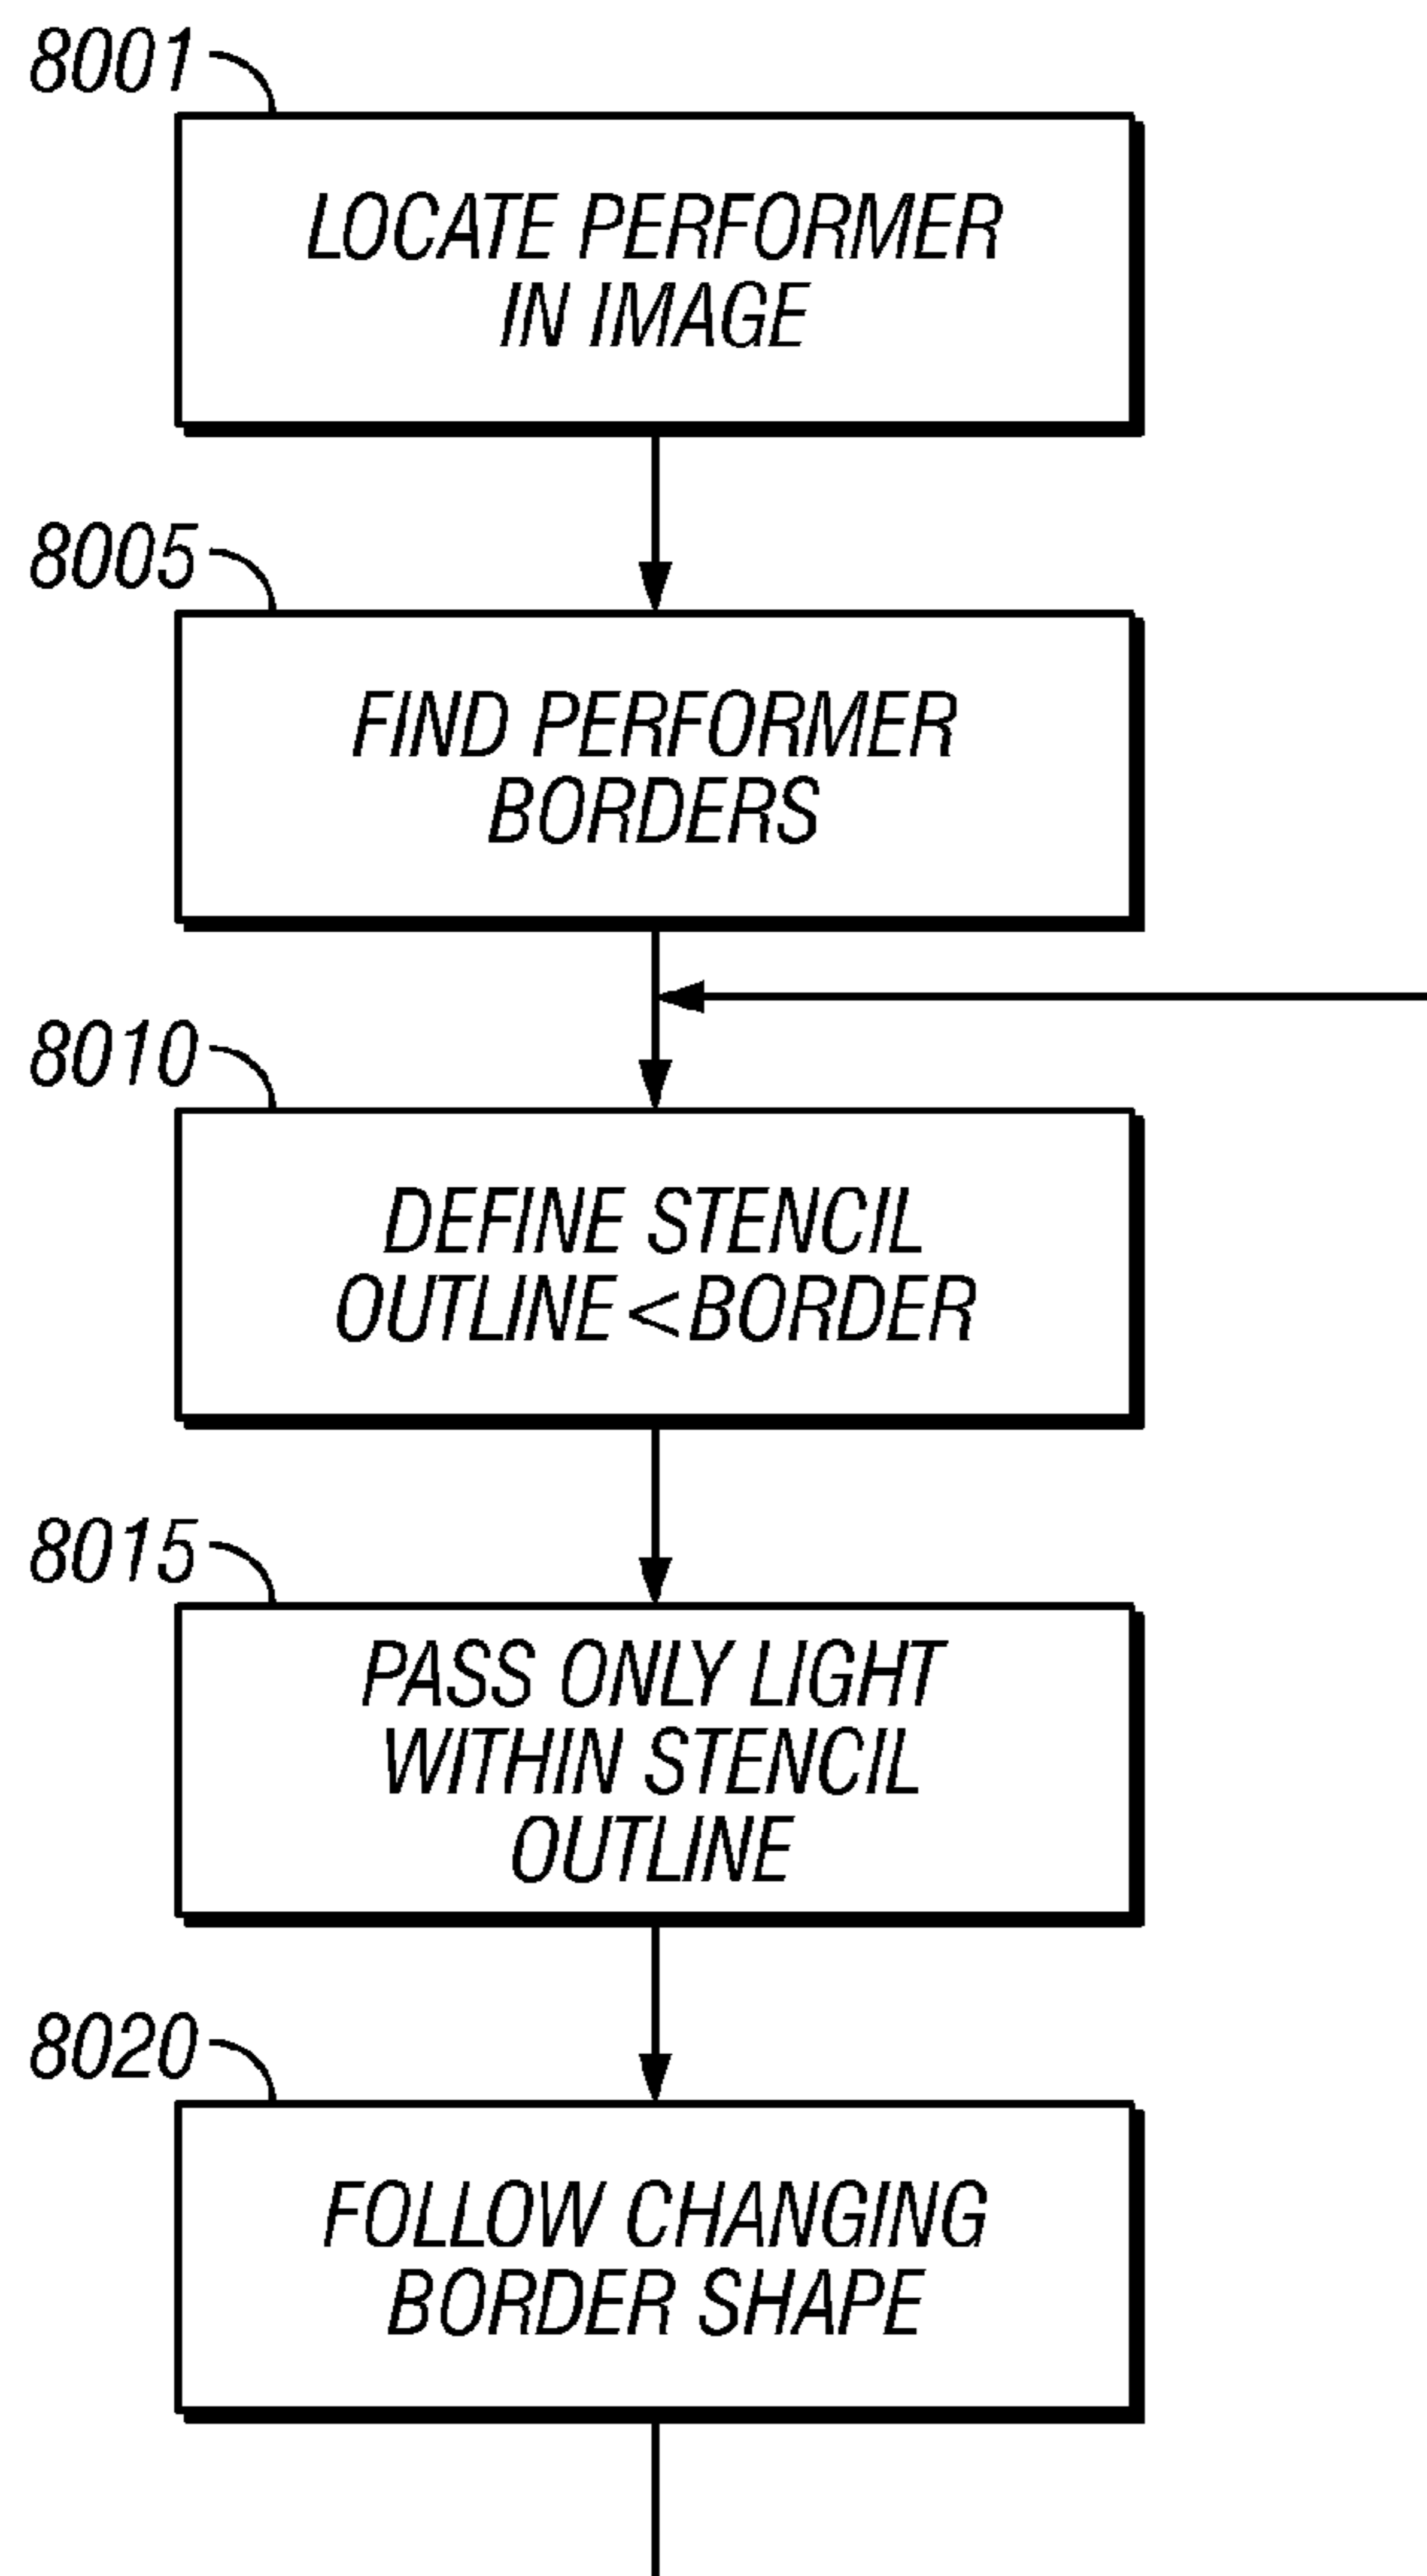 8001
LOCATE PERFORMER
IN IMAGE
8005
FIND PERFORMER
BORDERS
8010
DEFINE STENCIL
OUTLINE<BORDER
8015
PASS ONLY LIGHT
WITHIN STENCIL
OUTLINE
8020
FOLLOW CHANGING
BORDER SHAPE